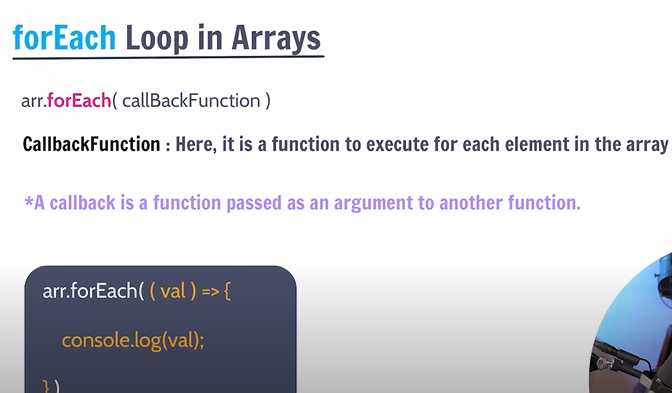 forEach Loop in Arrays
arr.forEach( callBackFunction )
CallbackFunction : Here, it is a function to execute for each element in the array
*A callback is a function passed as an argument to another function.
arr.forEach( ( val ) => {
console.log(val);
} )